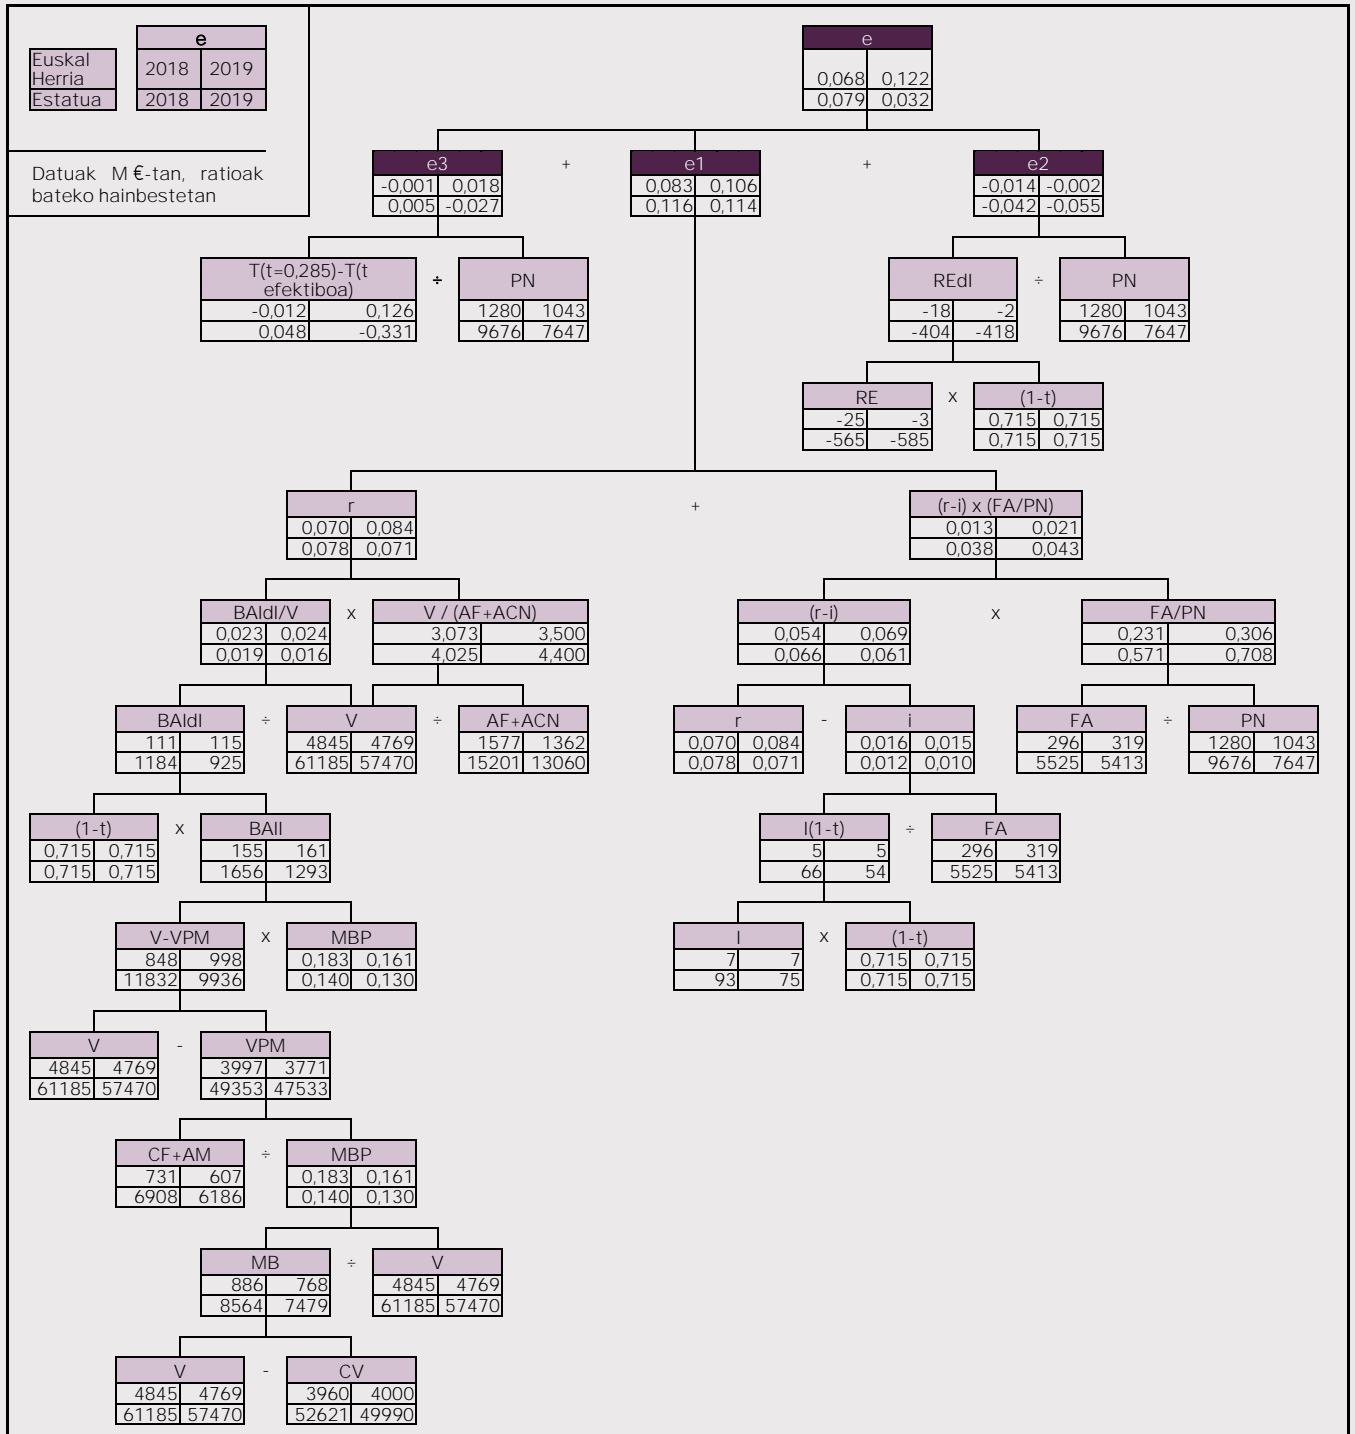 e
Euskal Herria 2018 2019
Estatua 2018 2019
Datuak M €-tan, ratioak
bateko hainbestetan
e
0,068 0,122
0,079 0,032
e3 + e1 + e2
-0,001 0,018 0,083 0,106 -0,014 -0,002
0,005 -0,027 0,116 0,114 -0,042 -0,055
T(t=0,285)-T(t
efektiboa) ÷ PN REdI ÷ PN
-0,012 0,126 1280 1043 -18 -2 1280 1043
0,048 -0,331 9676 7647 -404 -418 9676 7647
RE x (1-t)
-25 -3 0,715 0,715
-565 -585 0,715 0,715
r + (r-i) x (FA/PN)
0,070 0,084 0,013 0,021
0,078 0,071 0,038 0,043
BAIdI/V x V / (AF+ACN) (r-i) x FA/PN
0,023 0,024 3,073 3,500 0,054 0,069 0,231 0,306
0,019 0,016 4,025 4,400 0,066 0,061 0,571 0,708
BAIdI ÷ V ÷ AF+ACN r - i FA ÷ PN
111 115 4845 4769 1577 1362 0,070 0,084 0,016 0,015 296 319 1280 1043
1184 925 61185 57470 15201 13060 0,078 0,071 0,012 0,010 5525 5413 9676 7647
(1-t) x BAII I(1-t) ÷ FA
0,715 0,715 155 161 5 5 296 319
0,715 0,715 1656 1293 66 54 5525 5413
V-VPM x MBP I x (1-t)
848 998 0,183 0,161 7 7 0,715 0,715
11832 9936 0,140 0,130 93 75 0,715 0,715
V - VPM
4845 4769 3997 3771
61185 57470 49353 47533
CF+AM ÷ MBP
731 607 0,183 0,161
6908 6186 0,140 0,130
MB ÷ V
886 768 4845 4769
8564 7479 61185 57470
V - CV
4845 4769 3960 4000
61185 57470 52621 49990